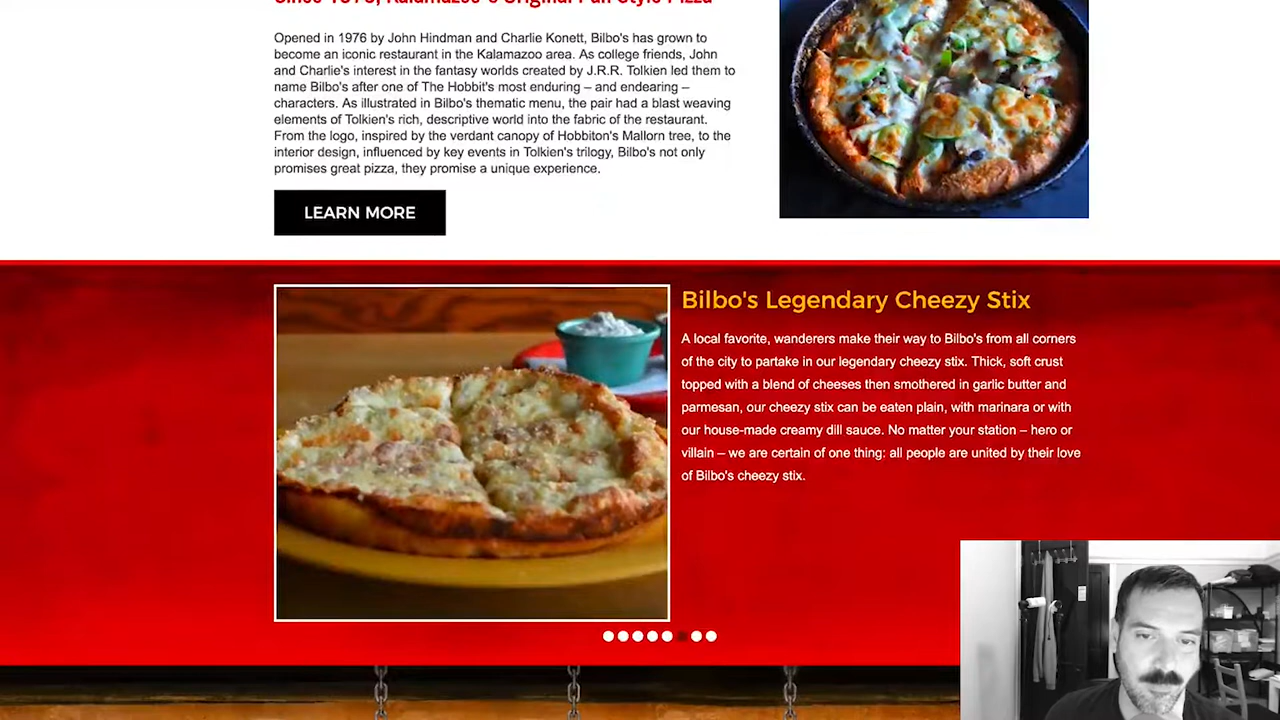 Since 1976, Kalamazoo's Original Pan Style Pizza
Opened in 1976 by John Hindman and Charlie Konett, Bilbo's has grown to
become an iconic restaurant in the Kalamazoo area. As college friends, John
and Charlie's interest in the fantasy worlds created by J.R.R. Tolkien led them to
name Bilbo's after one of The Hobbit's most enduring – and endearing –
characters. As illustrated in Bilbo's thematic menu, the pair had a blast weaving
elements of Tolkien's rich, descriptive world into the fabric of the restaurant.
From the logo, inspired by the verdant canopy of Hobbiton's Mallorn tree, to the
interior design, influenced by key events in Tolkien's trilogy, Bilbo's not only
promises great pizza, they promise a unique experience.
LEARN MORE
Bilbo's Legendary Cheezy Stix
A local favorite, wanderers make their way to Bilbo's from all corners
of the city to partake in our legendary cheezy stix. Thick, soft crust
topped with a blend of cheeses then smothered in garlic butter and
parmesan, our cheezy stix can be eaten plain, with marinara or with
our house-made creamy dill sauce. No matter your station – hero or
villain – we are certain of one thing: all people are united by their love
of Bilbo's cheezy stix.